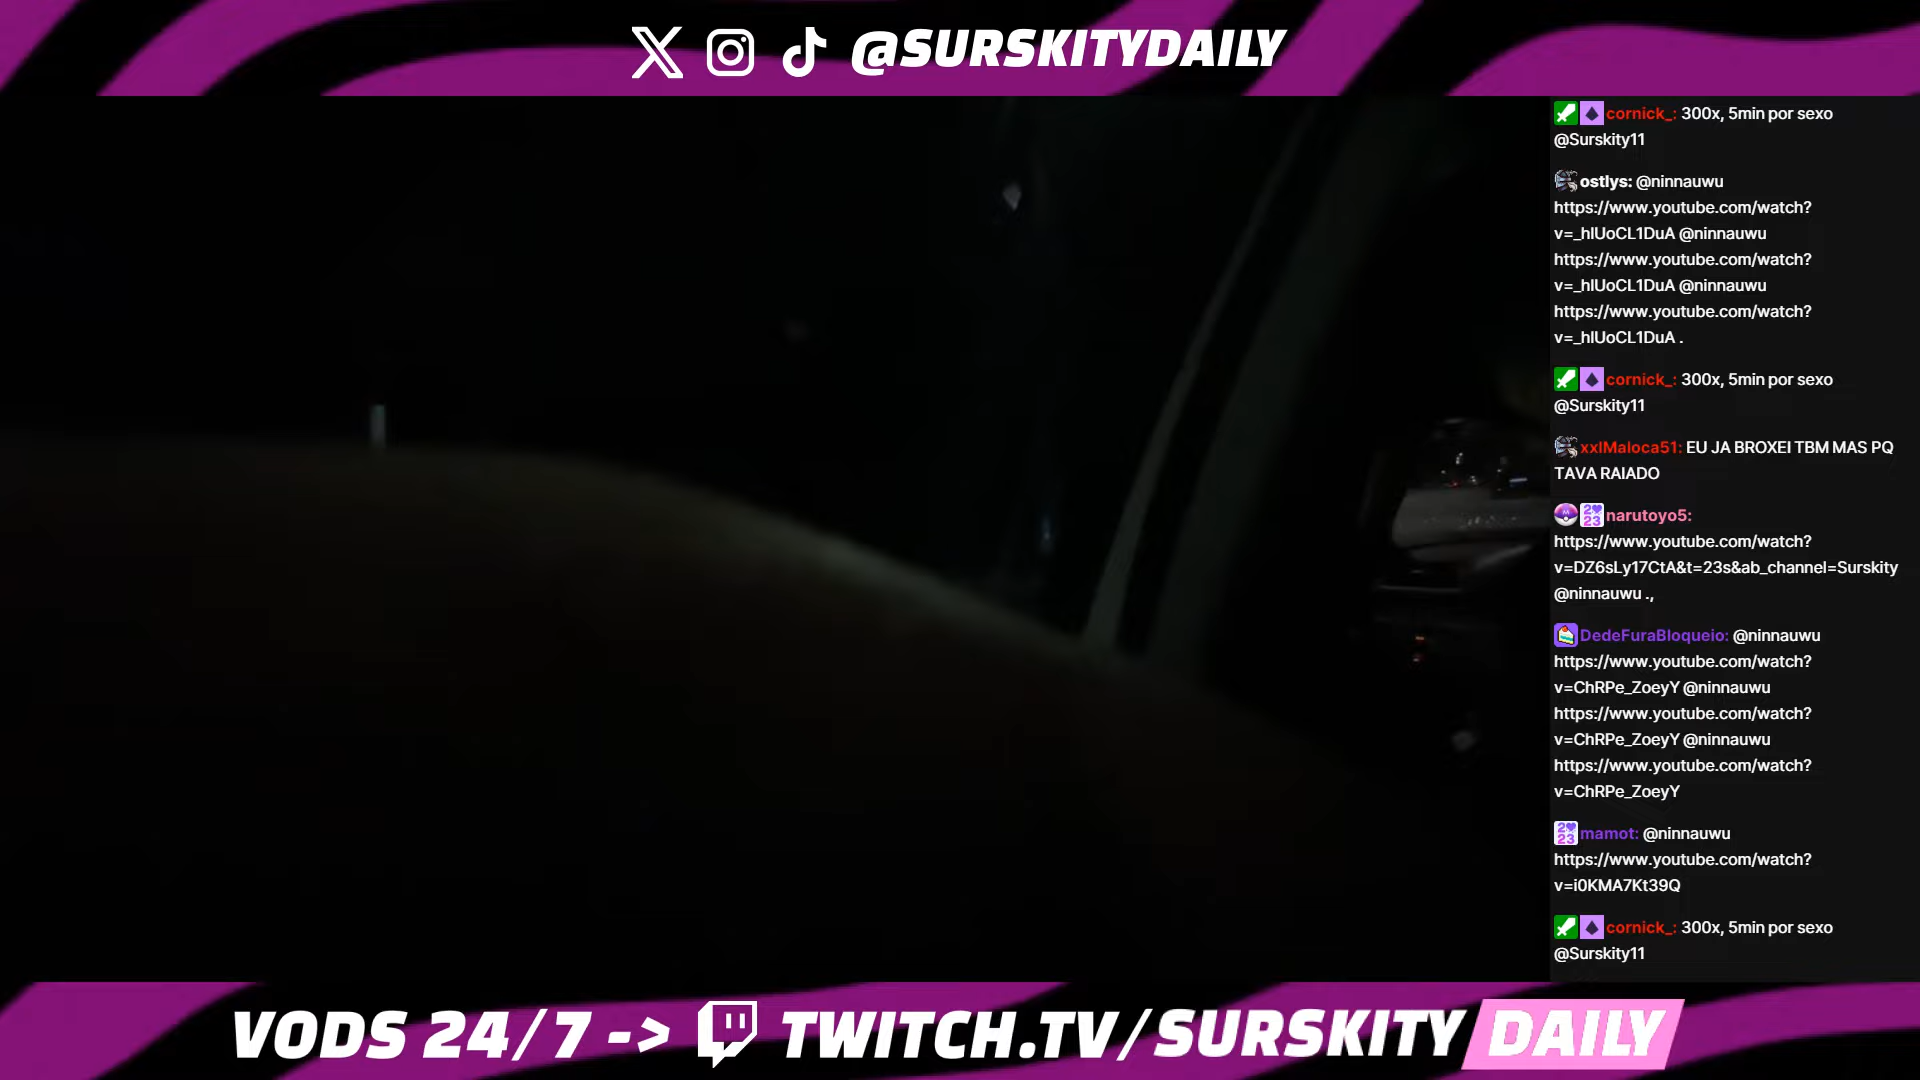 @SURSKITYDAILY
cornick_: 300x, 5min por sexo
@Surskity11
ostlys: @ninnauwu
https://www.youtube.com/watch?
v=_hlUoCL1DuA @ninnauwu
https://www.youtube.com/watch?
v=_hlUoCL1DuA @ninnauwu
https://www.youtube.com/watch?
v=_hlUoCL1DuA .
cornick_: 300x, 5min por sexo
@Surskity11
xxlMaloca51: EU JA BROXEI TBM MAS PQ
TAVA RAIADO
narutoyo5:
https://www.youtube.com/watch?
v=DZ6sLy17CtA&t=23s&ab_channel=Surskity
@ninnauwu .,
DedeFuraBloqueio: @ninnauwu
https://www.youtube.com/watch?
v=ChRPe_ZoeyY @ninnauwu
https://www.youtube.com/watch?
v=ChRPe_ZoeyY @ninnauwu
https://www.youtube.com/watch?
v=ChRPe_ZoeyY
mamot: @ninnauwu
https://www.youtube.com/watch?
v=i0KMA7Kt39Q
cornick_: 300x, 5min por sexo
@Surskity11
VODS 24/7 -> TWITCH.TV/SURSKITY DAILY